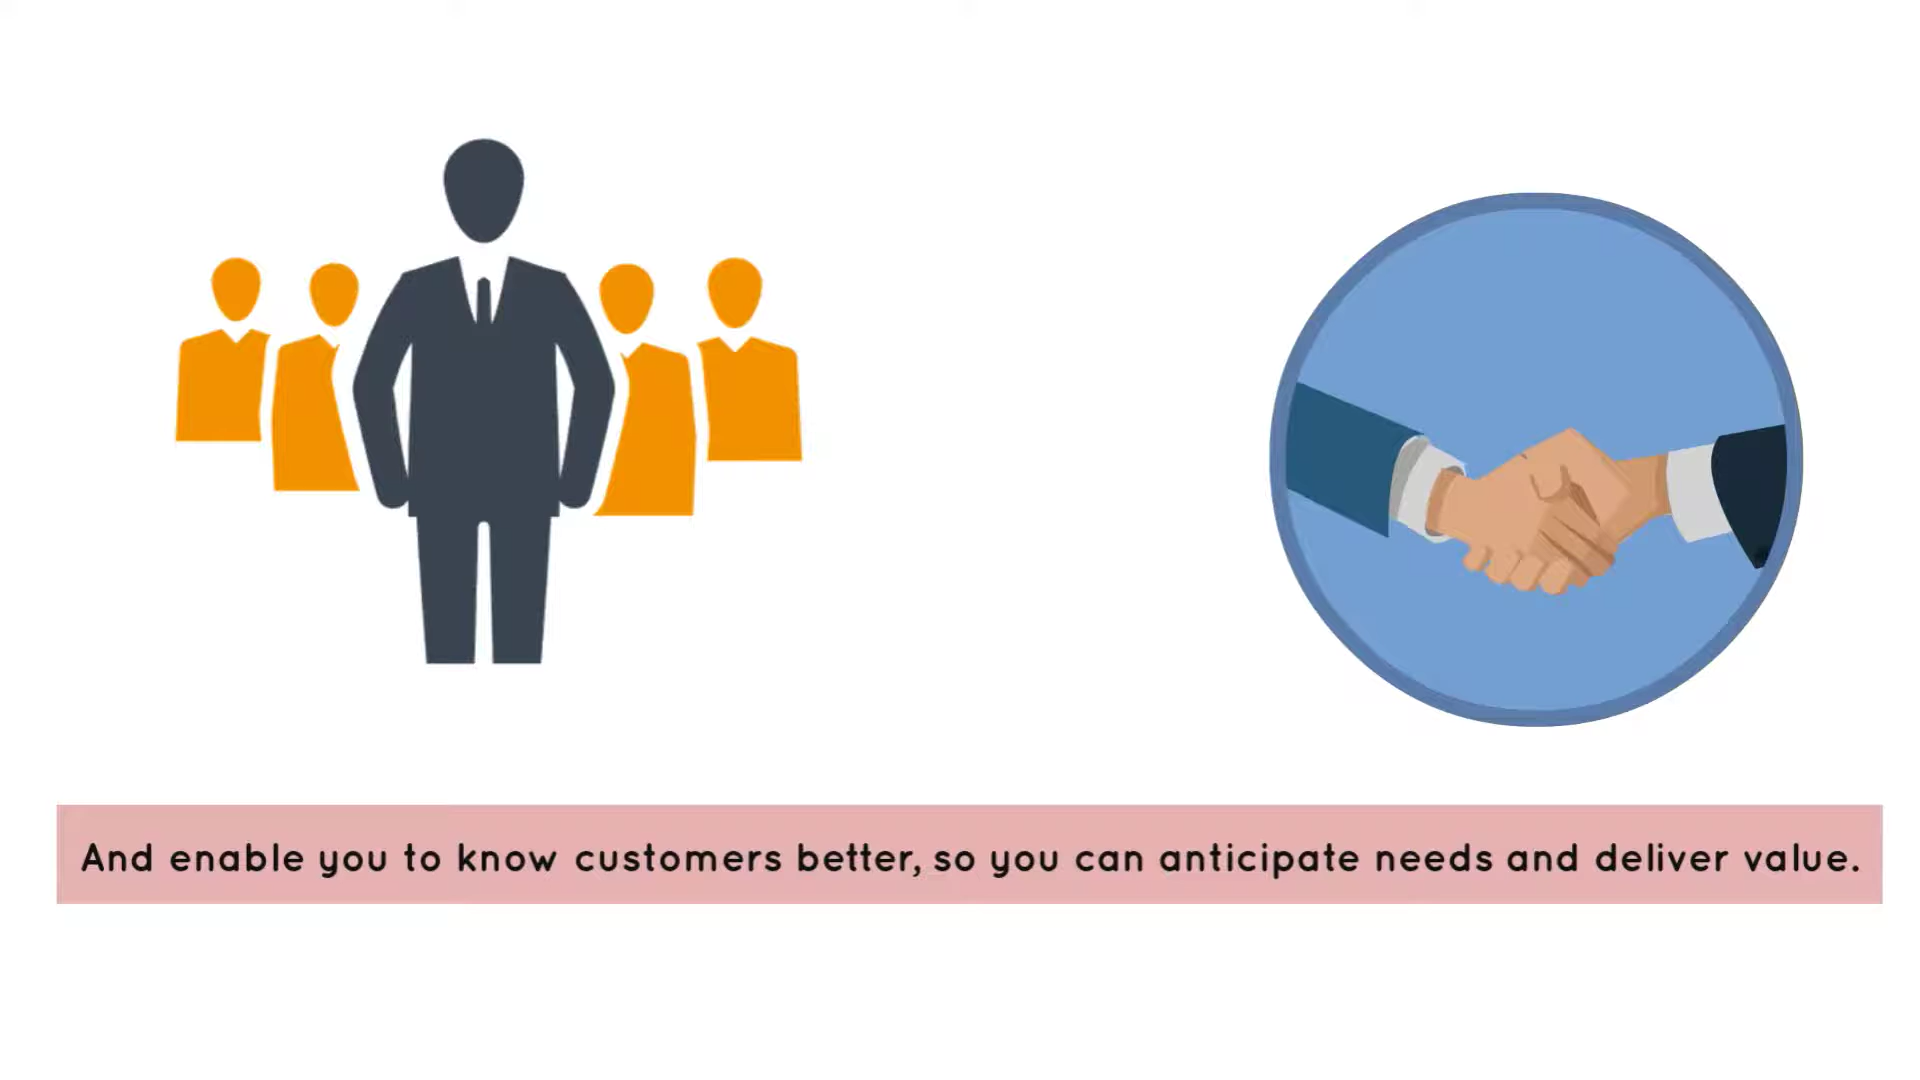 And enable you to know customers better, so you can anticipate needs and deliver value.